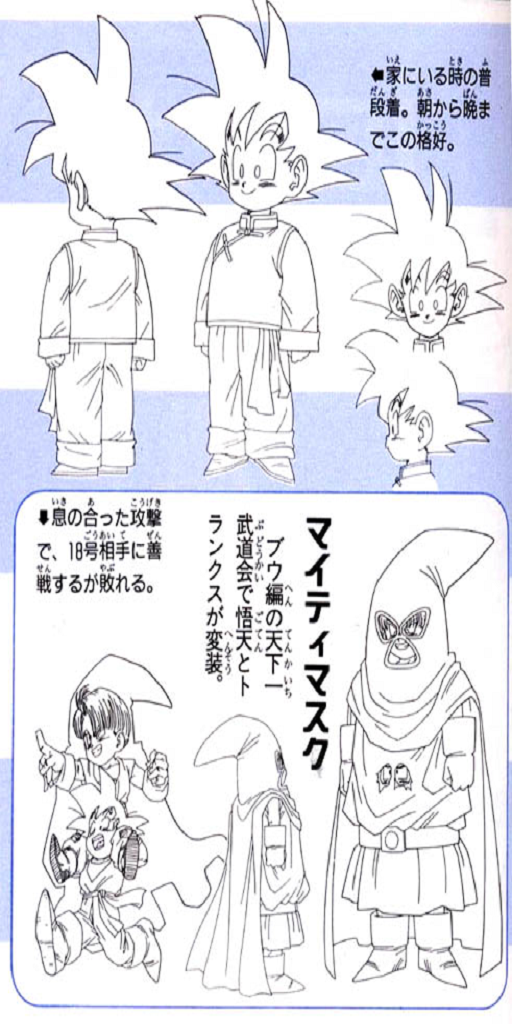 ⬅家にいる時の普
段着。朝から晩ま
でこの格好。
⬇息の合った攻撃
で、18号相手に善
戦するが敗れる。
マイティマスク
ブウ編の天下一
武道会で悟天とト
ランクスが変装。